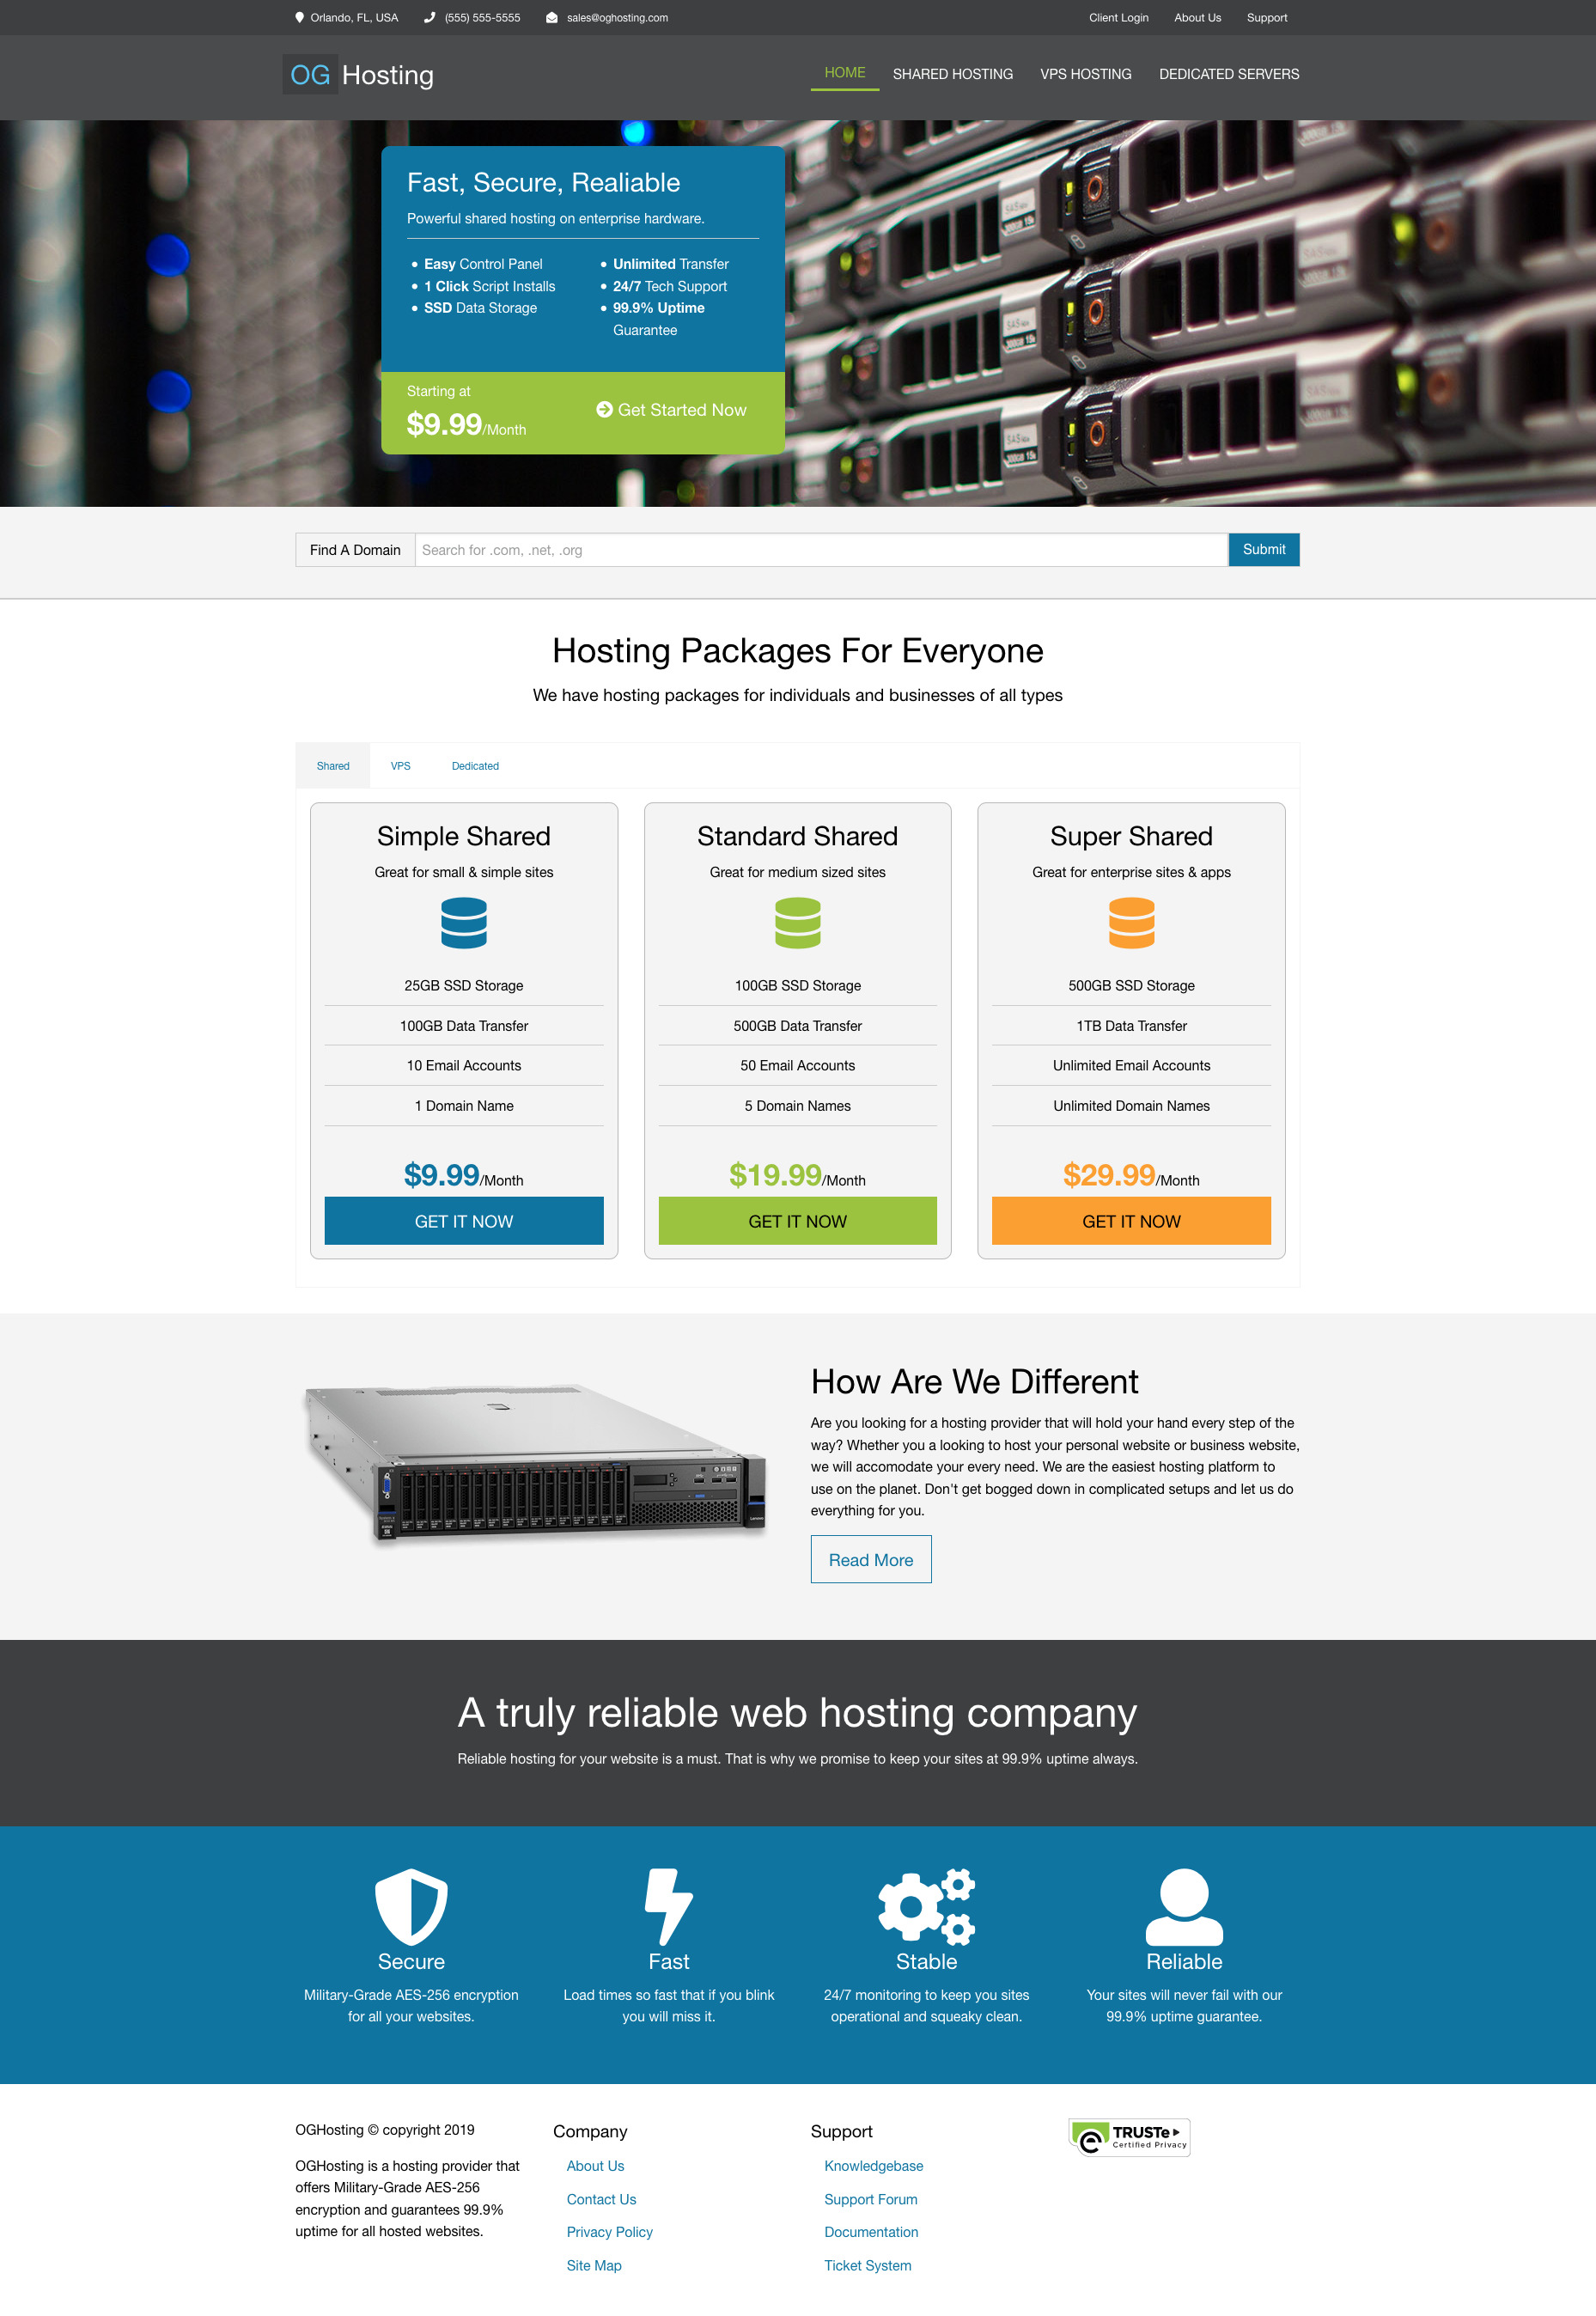 Orlando, FL, USA (555) 555-5555 sales@oghosting.com Client Login About Us Support
OG Hosting HOME SHARED HOSTING VPS HOSTING DEDICATED SERVERS
Fast, Secure, Realiable
Powerful shared hosting on enterprise hardware.
Easy Control Panel
1 Click Script Installs
SSD Data Storage
Unlimited Transfer
24/7 Tech Support
99.9% Uptime
Guarantee
Starting at
$9.99/Month
Get Started Now
Find A Domain Search for .com, .net, .org Submit
Hosting Packages For Everyone
We have hosting packages for individuals and businesses of all types
Shared VPS Dedicated
Simple Shared
Great for small & simple sites
25GB SSD Storage
100GB Data Transfer
10 Email Accounts
1 Domain Name
$9.99/Month
GET IT NOW
Standard Shared
Great for medium sized sites
100GB SSD Storage
500GB Data Transfer
50 Email Accounts
5 Domain Names
$19.99/Month
GET IT NOW
Super Shared
Great for enterprise sites & apps
500GB SSD Storage
1TB Data Transfer
Unlimited Email Accounts
Unlimited Domain Names
$29.99/Month
GET IT NOW
How Are We Different
Are you looking for a hosting provider that will hold your hand every step of the
way? Whether you a looking to host your personal website or business website,
we will accomodate your every need. We are the easiest hosting platform to
use on the planet. Don't get bogged down in complicated setups and let us do
everything for you.
Read More
A truly reliable web hosting company
Reliable hosting for your website is a must. That is why we promise to keep your sites at 99.9% uptime always.
Secure
Military-Grade AES-256 encryption
for all your websites.
Fast
Load times so fast that if you blink
you will miss it.
Stable
24/7 monitoring to keep you sites
operational and squeaky clean.
Reliable
Your sites will never fail with our
99.9% uptime guarantee.
OGHosting © copyright 2019
OGHosting is a hosting provider that
offers Military-Grade AES-256
encryption and guarantees 99.9%
uptime for all hosted websites.
Company
About Us
Contact Us
Privacy Policy
Site Map
Support
Knowledgebase
Support Forum
Documentation
Ticket System
TRUSTe
Certified Privacy